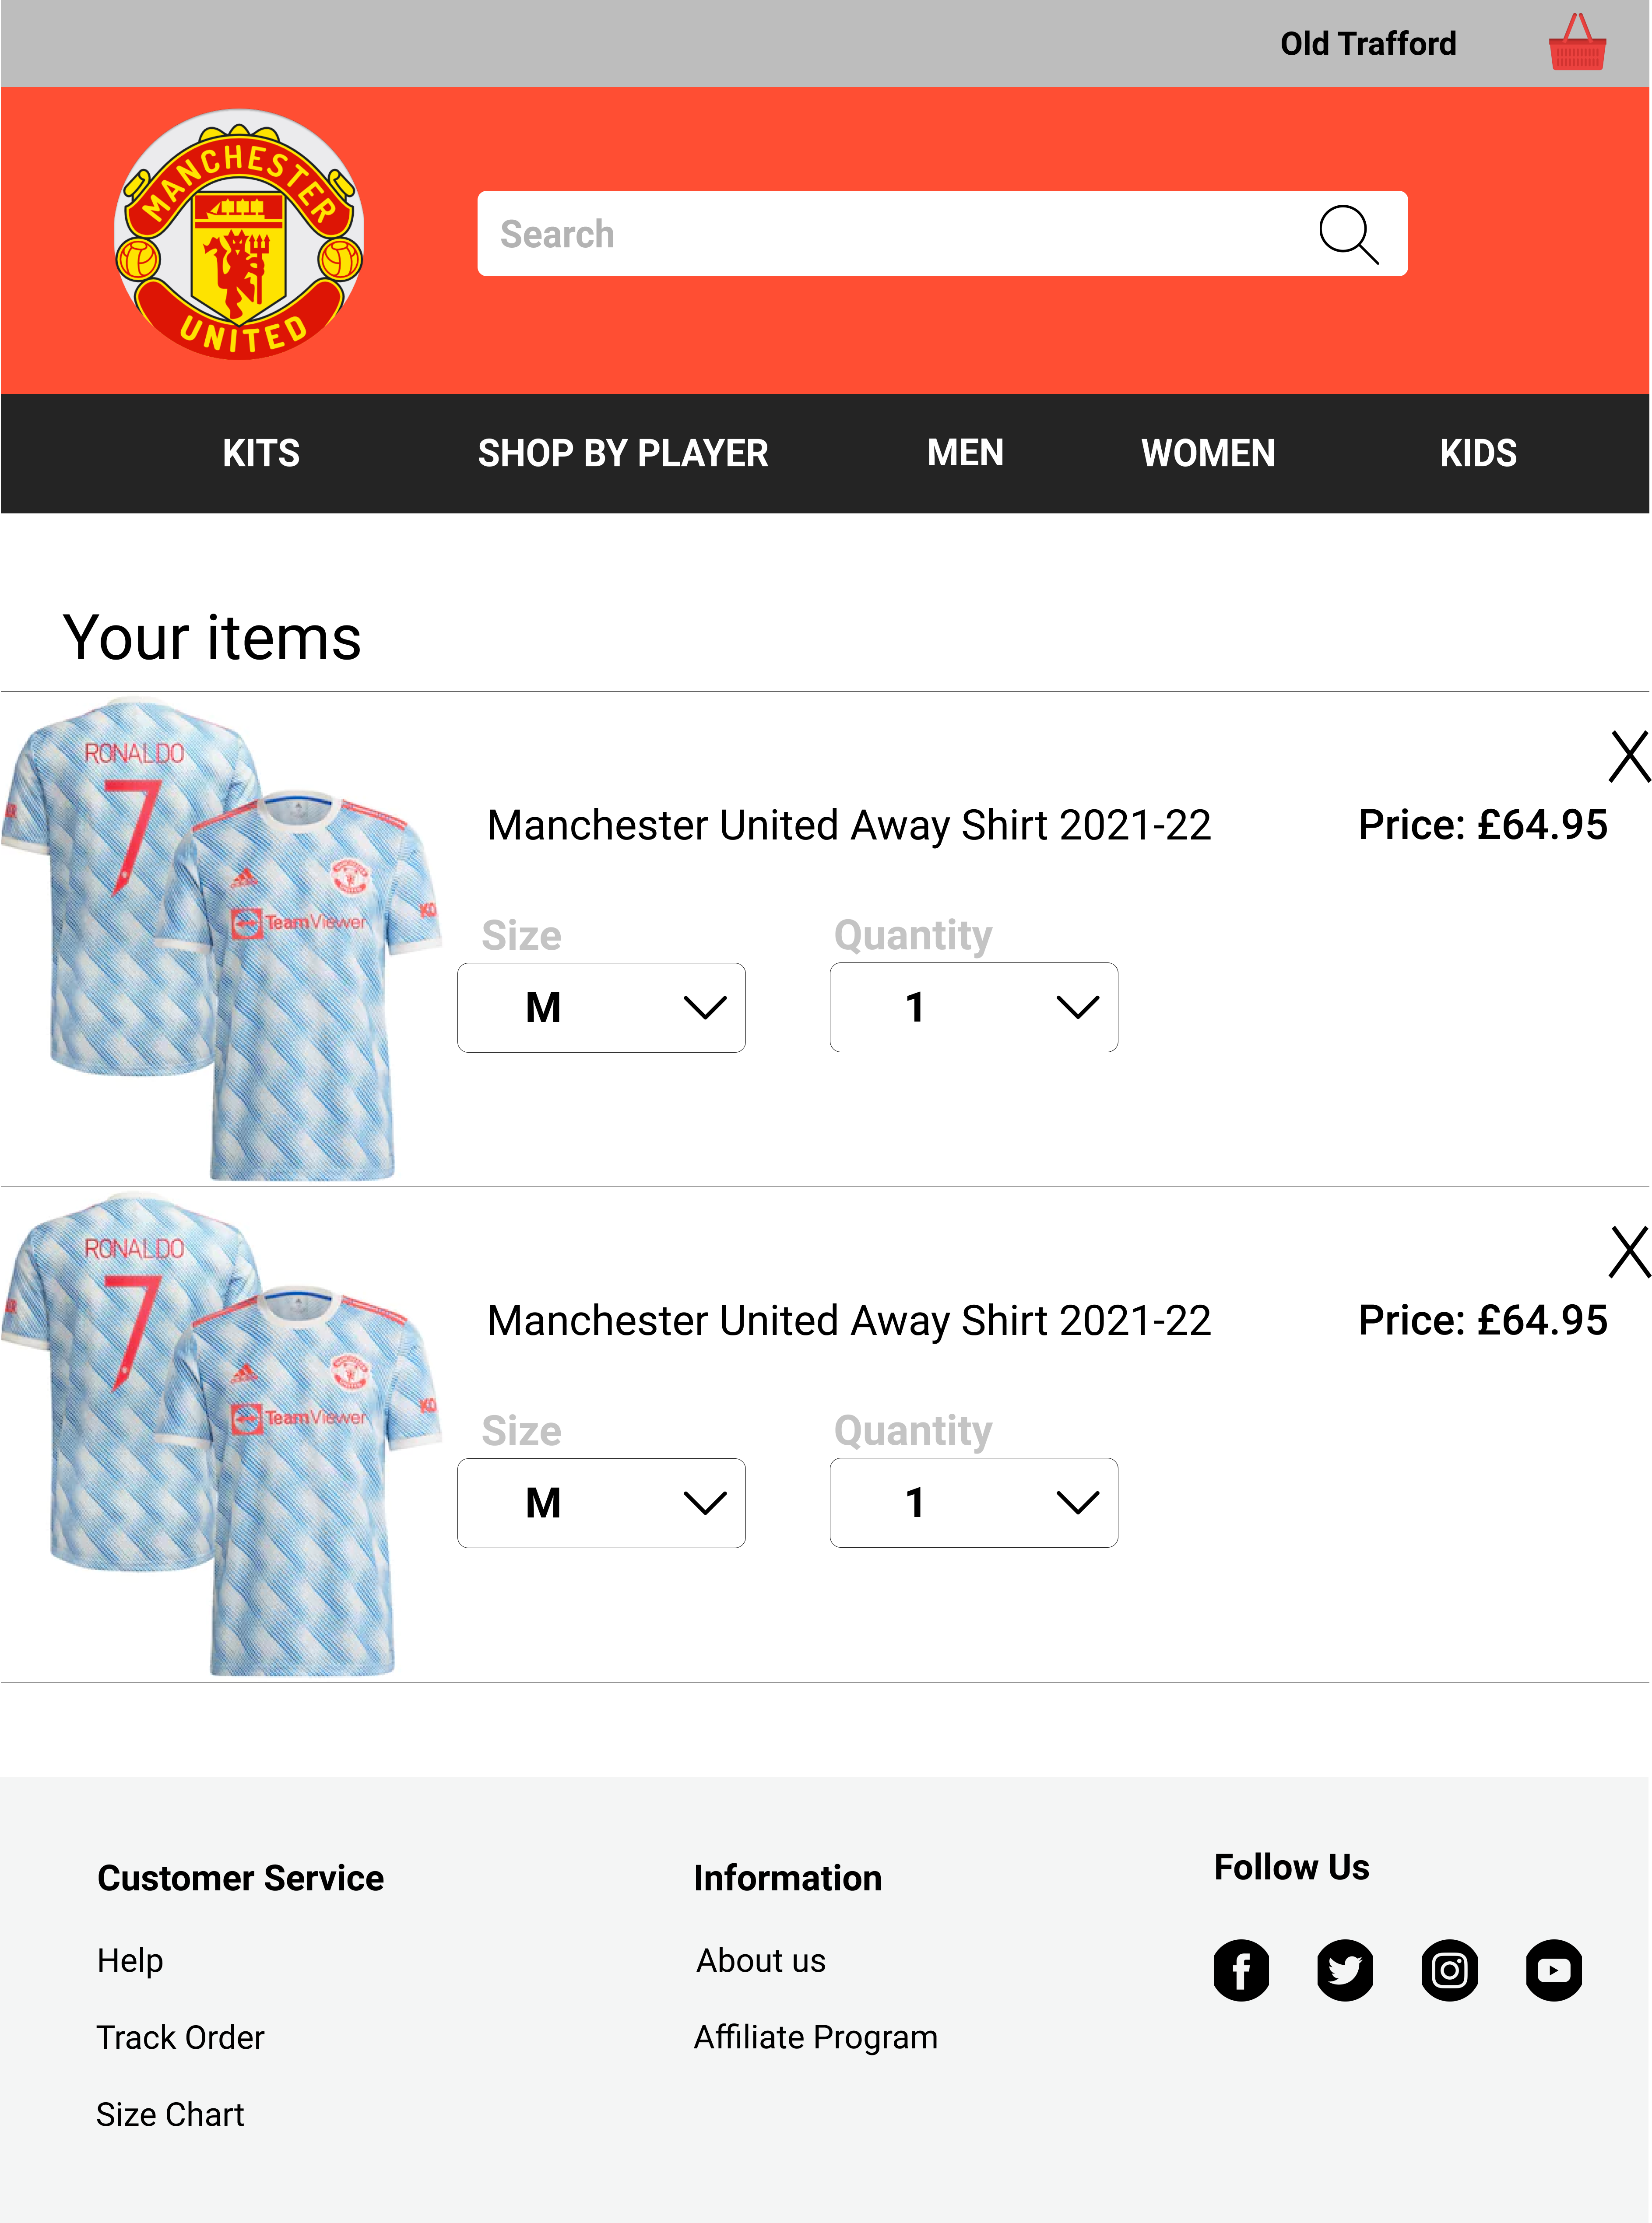 Old Trafford
MANCHESTER
UNITED
Search
KITS
SHOP BY PLAYER
MEN
WOMEN
KIDS
Your items
X
RONALDO
7
TeamViewer
Manchester United Away Shirt 2021-22
Price: £64.95
Size
Quantity
M
1
X
RONALDO
7
TeamViewer
Manchester United Away Shirt 2021-22
Price: £64.95
Size
Quantity
M
1
Customer Service
Help
Track Order
Size Chart
Information
About us
Affiliate Program
Follow Us